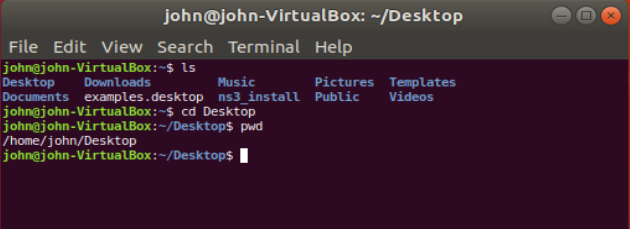 john@john-VirtualBox: ~/Desktop
File Edit View Search Terminal Help
john@john-VirtualBox:~$ ls
Desktop Downloads Music Pictures Templates
Documents examples.desktop ns3_install Public Videos
john@john-VirtualBox:~$ cd Desktop
john@john-VirtualBox:~/Desktop$ pwd
/home/john/Desktop
john@john-VirtualBox:~/Desktop$